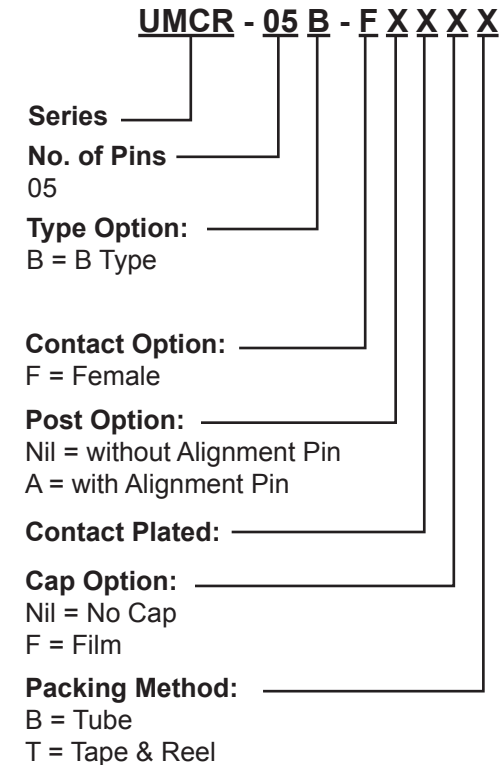 UMCR - 05 B - F X X X X
Series
No. of Pins
05
Type Option:
B = B Type
Contact Option:
F = Female
Post Option:
Nil = without Alignment Pin
A = with Alignment Pin
Contact Plated:
Cap Option:
Nil = No Cap
F = Film
Packing Method:
B = Tube
T = Tape & Reel